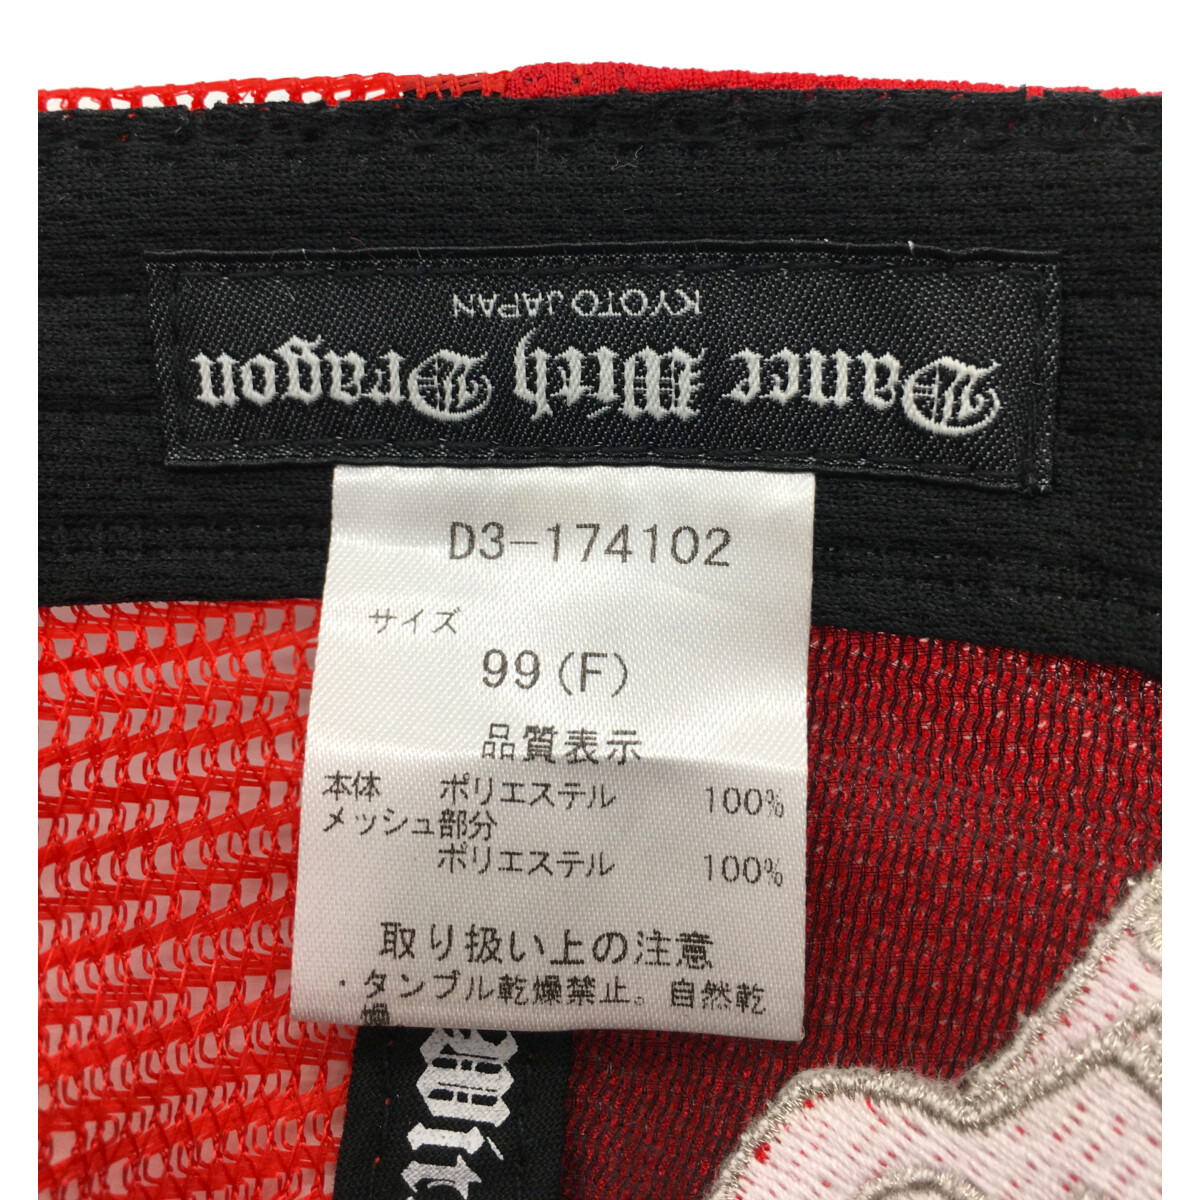 KYOTO JAPAN
Dance With Dragon
D3-174102
サイズ
99(F)
品質表示
本体 ポリエステル 100%
メッシュ部分
ポリエステル 100%
取り扱い上の注意
・タンブル乾燥禁止。自然乾
燥
With